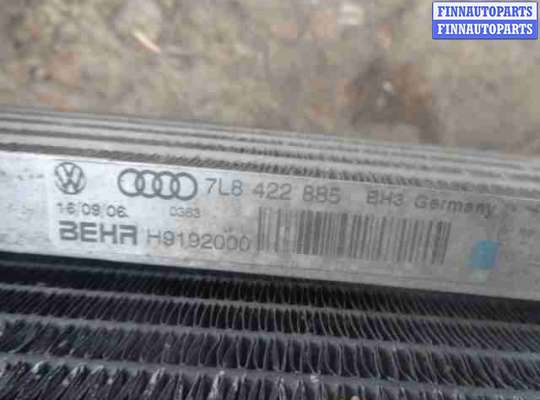 FINNAUTOPARTS
FINNAUTOPARTS
7L8 422 885 BH3 Germany
16.09.06. 0363
BEHR H9192000